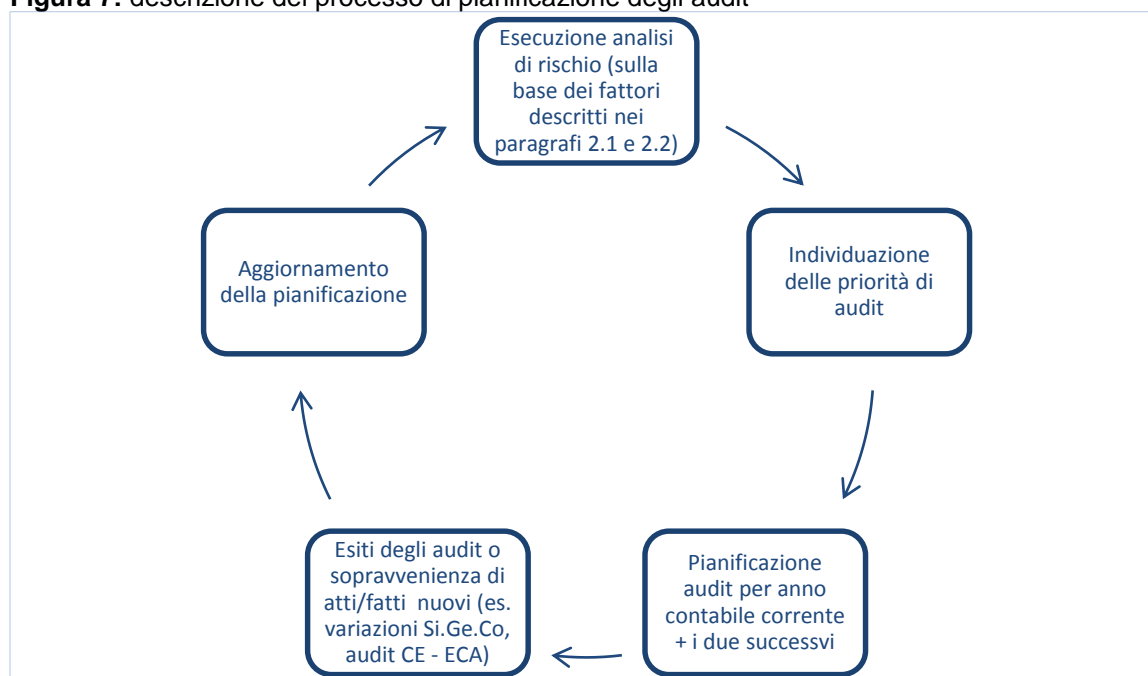 Figura 7: descrizione del processo di pianificazione degli audit
Esecuzione analisi
di rischio (sulla
base dei fattori
descritti nei
paragrafi 2.1 e 2.2)
Individuazione
delle priorità di
audit
Pianificazione
audit per anno
contabile corrente
+ i due successvi
Esiti degli audit o
sopravvenienza di
atti/fatti nuovi (es.
variazioni Si.Ge.Co,
audit CE - ECA)
Aggiornamento
della pianificazione